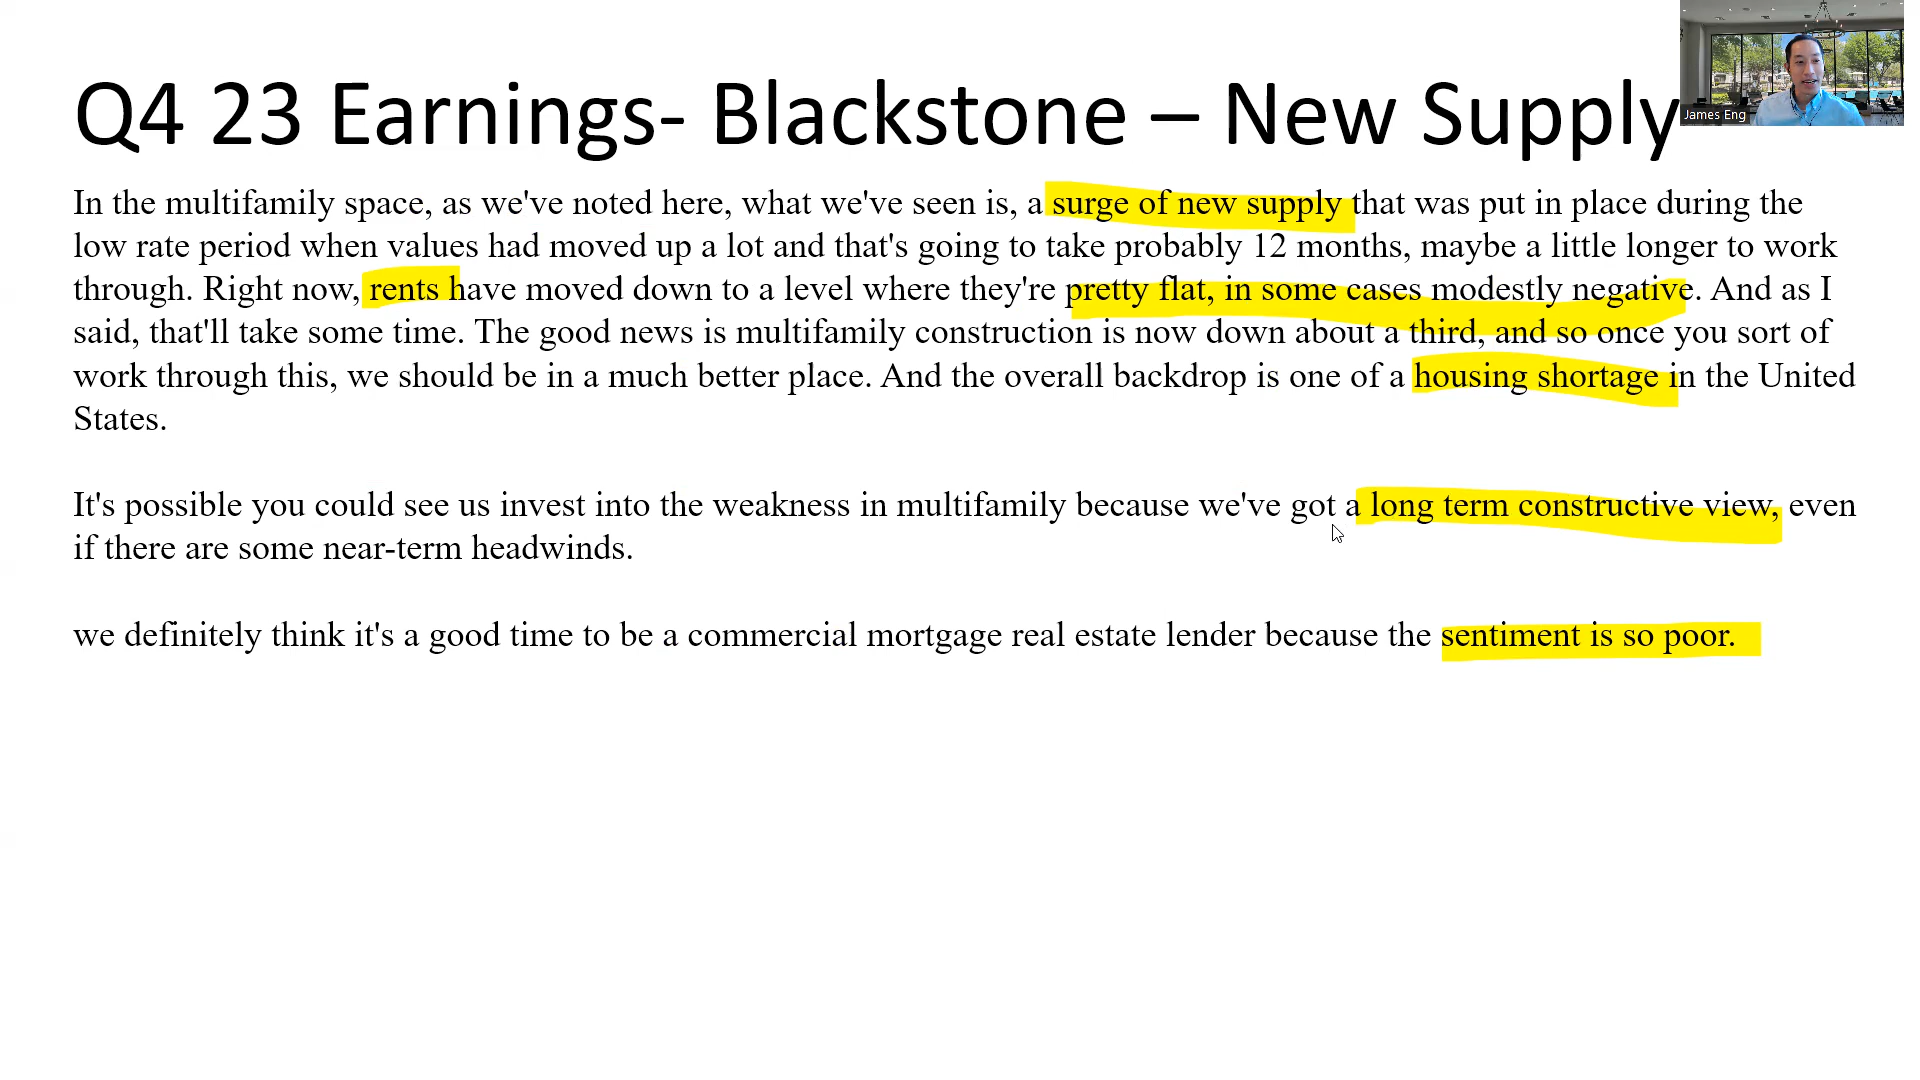 Q4 23 Earnings- Blackstone – New Supply
James Eng
In the multifamily space, as we've noted here, what we've seen is, a surge of new supply that was put in place during the
low rate period when values had moved up a lot and that's going to take probably 12 months, maybe a little longer to work
through. Right now, rents have moved down to a level where they're pretty flat, in some cases modestly negative. And as I
said, that'll take some time. The good news is multifamily construction is now down about a third, and so once you sort of
work through this, we should be in a much better place. And the overall backdrop is one of a housing shortage in the United
States.
It's possible you could see us invest into the weakness in multifamily because we've got a long term constructive view, even
if there are some near-term headwinds.
we definitely think it's a good time to be a commercial mortgage real estate lender because the sentiment is so poor.